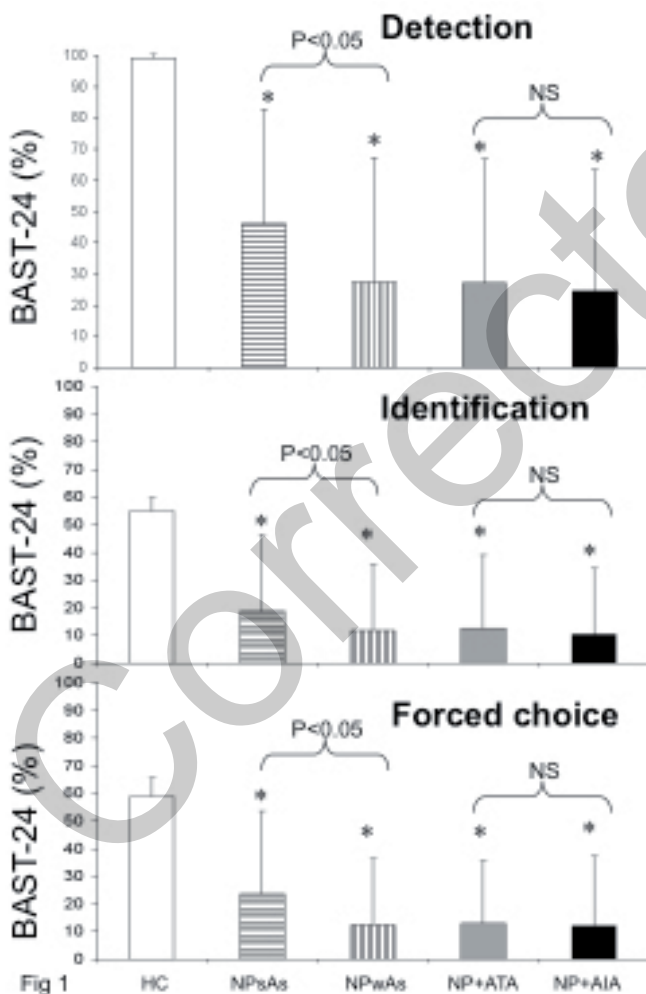 Detection
P<0.05
NS
* * * *
BAST-24 (%)
100
90
80
70
60
50
40
30
20
10
0
Identification
P<0.05
NS
* * * *
BAST-24 (%)
100
90
80
70
60
50
40
30
20
10
0
Forced choice
P<0.05
NS
* * * *
BAST-24 (%)
100
90
80
70
60
50
40
30
20
10
0
Fig 1 HC NPsAs NPwAs NP+ATA NP+AIA
Correcte